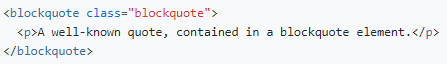 <blockquote class="blockquote">
  <p>A well-known quote, contained in a blockquote element.</p>
</blockquote>